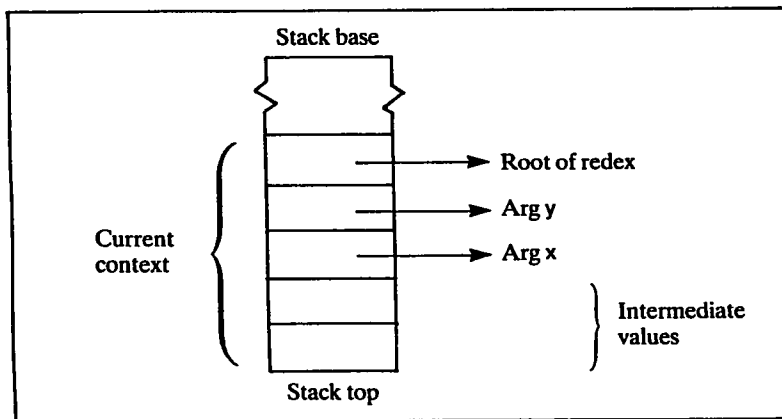 Stack base
Root of redex
Arg y
Arg x
Current
context
Intermediate
values
Stack top